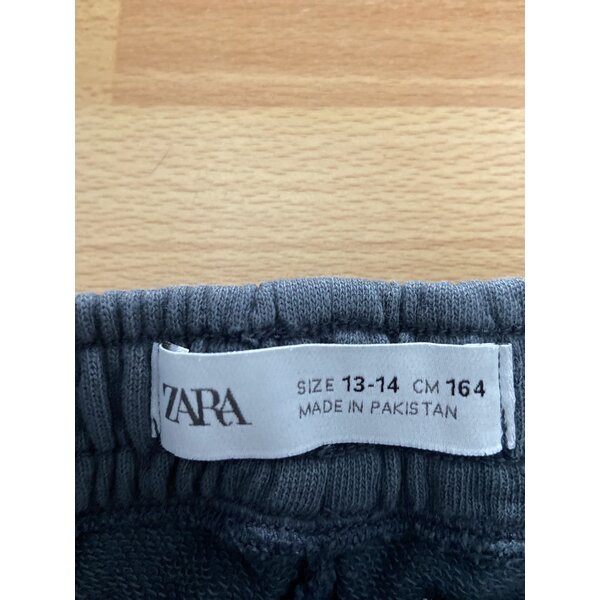 ZARA
SIZE 13-14 CM 164
MADE IN PAKISTAN